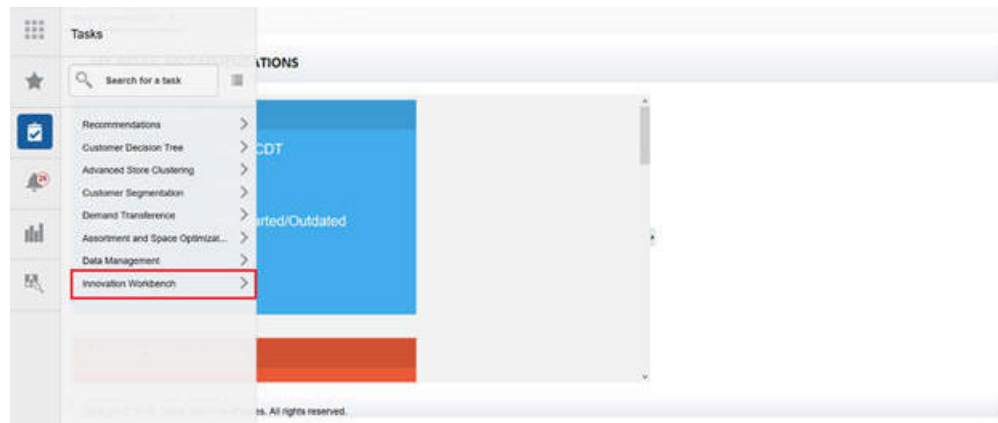 Tasks
ATIONS
Search for a task
Recommendations
Customer Decision Tree
CDT
Advanced Store Clustering
Customer Segmentation
Demand Transference
arted/Outdated
Assortment and Space Optimizat...
Data Management
Innovation Workbench
es. All rights reserved.